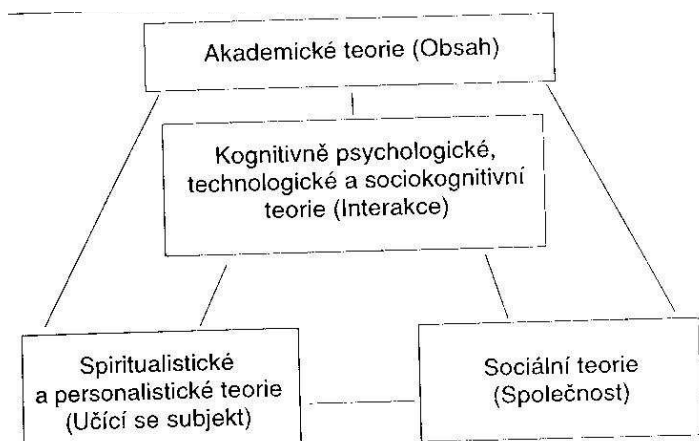 Akademické teorie (Obsah)
Kognitivně psychologické,
technologické a sociokognitivní
teorie (Interakce)
Spiritualistické
a personalistické teorie
(Učící se subjekt)
Sociální teorie
(Společnost)